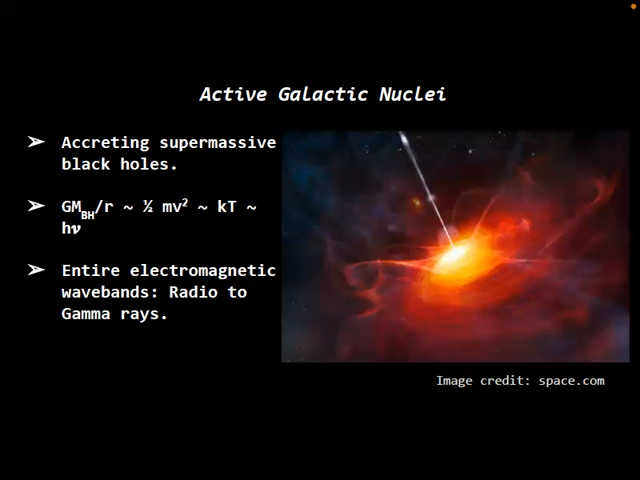 Active Galactic Nuclei
➢ Accreting supermassive
black holes.
➢ GM_BH/r ~ ½ mv² ~ kT ~
hν
➢ Entire electromagnetic
wavebands: Radio to
Gamma rays.
Image credit: space.com